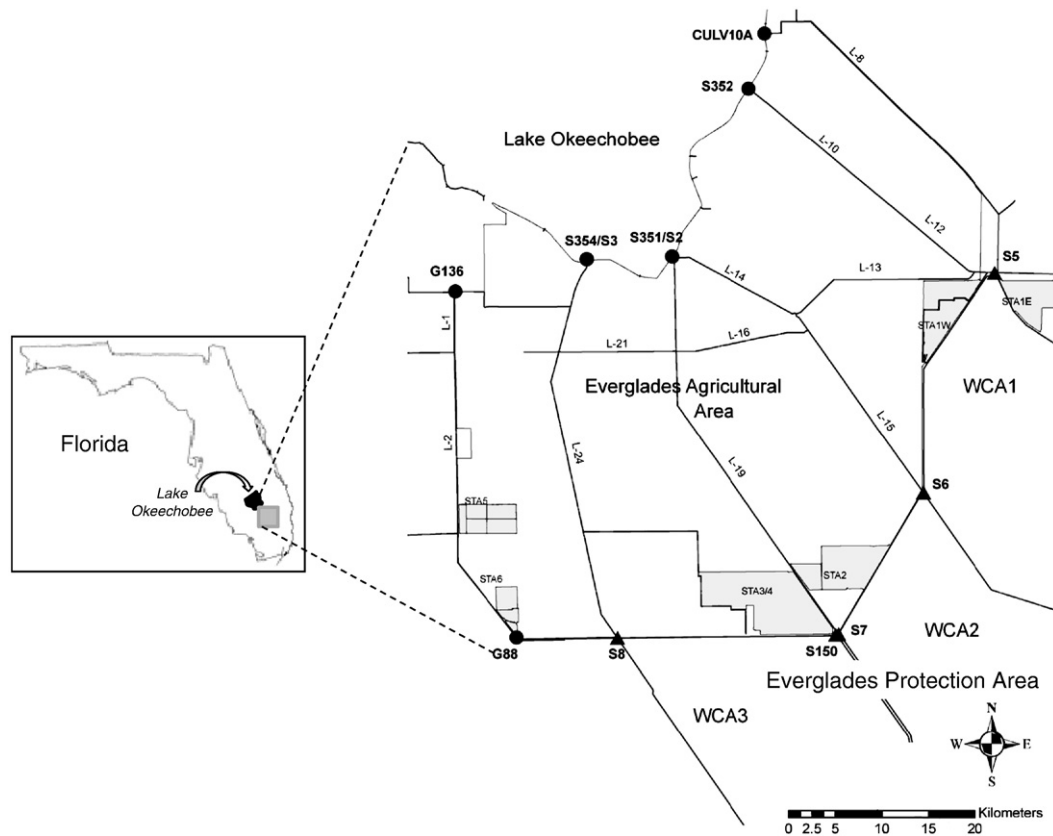 CULV10A
L-8
S352
Lake Okeechobee
L-10
L-12
S354/S3
S351/S2
S5
G136
L-14
L-13
STA1E
L-1
L-16
STA1W
L-21
Everglades Agricultural
Area
WCA1
Florida
L-15
L-2
L-24
L-19
Lake
Okeechobee
S6
STA5
STA6
STA2
STA3/4
S7
G88
S8
S150
WCA2
Everglades Protection Area
WCA3
N
W
E
S
Kilometers
0 2.5 5 10 15 20